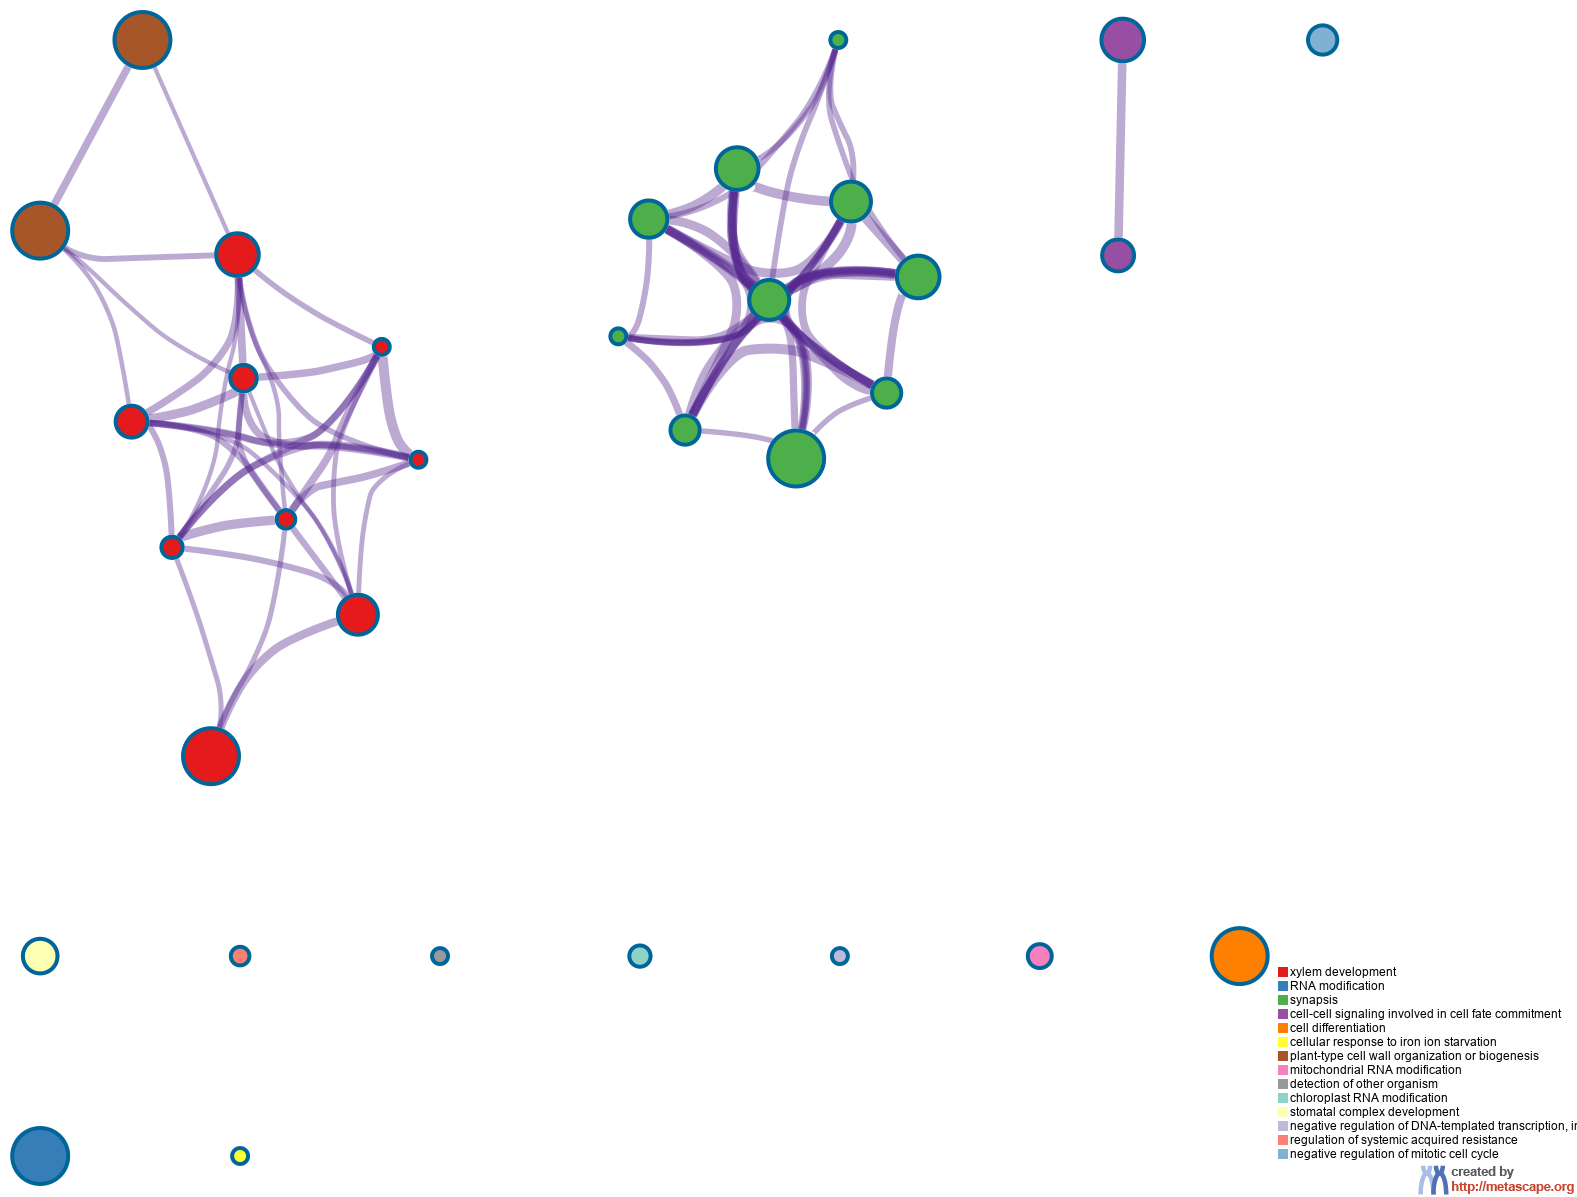 xylem development
RNA modification
synapsis
cell-cell signaling involved in cell fate commitment
cell differentiation
cellular response to iron ion starvation
plant-type cell wall organization or biogenesis
mitochondrial RNA modification
detection of other organism
chloroplast RNA modification
stomatal complex development
negative regulation of DNA-templated transcription,
regulation of systemic acquired resistance
negative regulation of mitotic cell cycle
created by
http://metascape.org